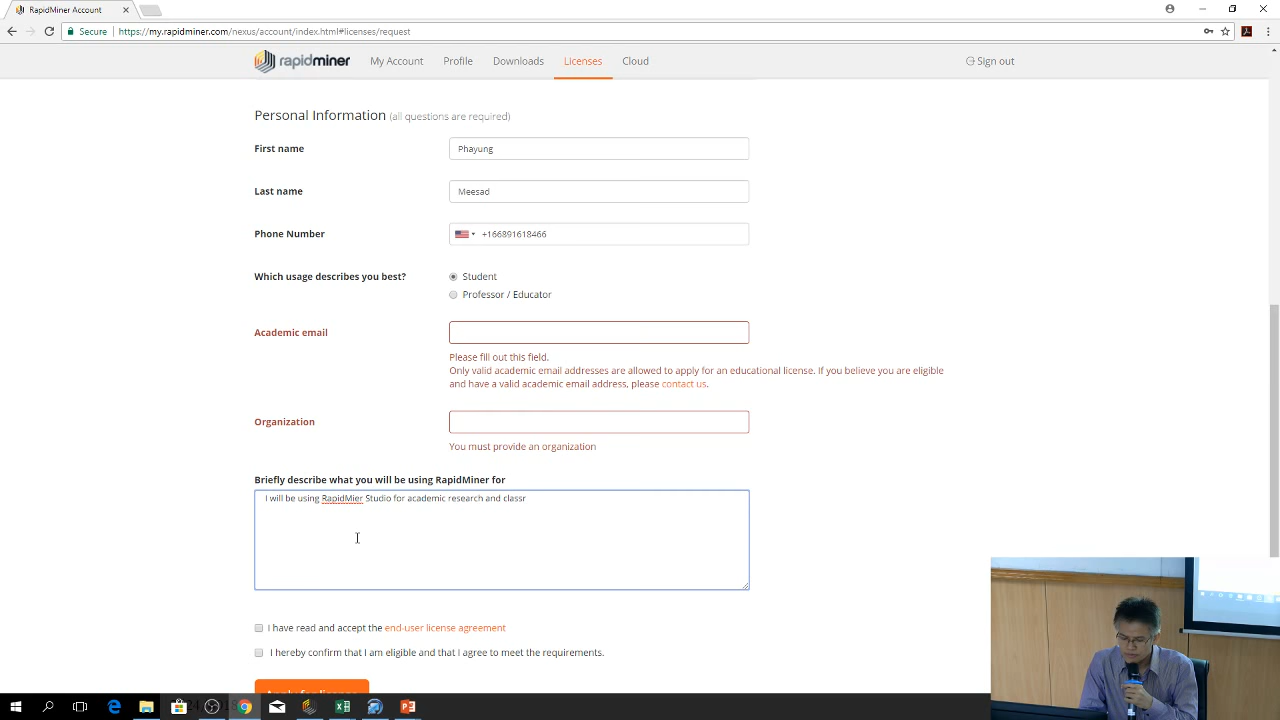 RapidMiner Account
Secure https://my.rapidminer.com/nexus/account/index.html#licenses/request
rapidminer My Account Profile Downloads Licenses Cloud Sign out
Personal Information (all questions are required)
First name Phayung
Last name Meesad
Phone Number +166891618466
Which usage describes you best? Student
Professor / Educator
Academic email
Please fill out this field.
Only valid academic email addresses are allowed to apply for an educational license. If you believe you are eligible
and have a valid academic email address, please contact us.
Organization
You must provide an organization
Briefly describe what you will be using RapidMiner for
I will be using RapidMier Studio for academic research and classr
I have read and accept the end-user license agreement
I hereby confirm that I am eligible and that I agree to meet the requirements.
Apply for license